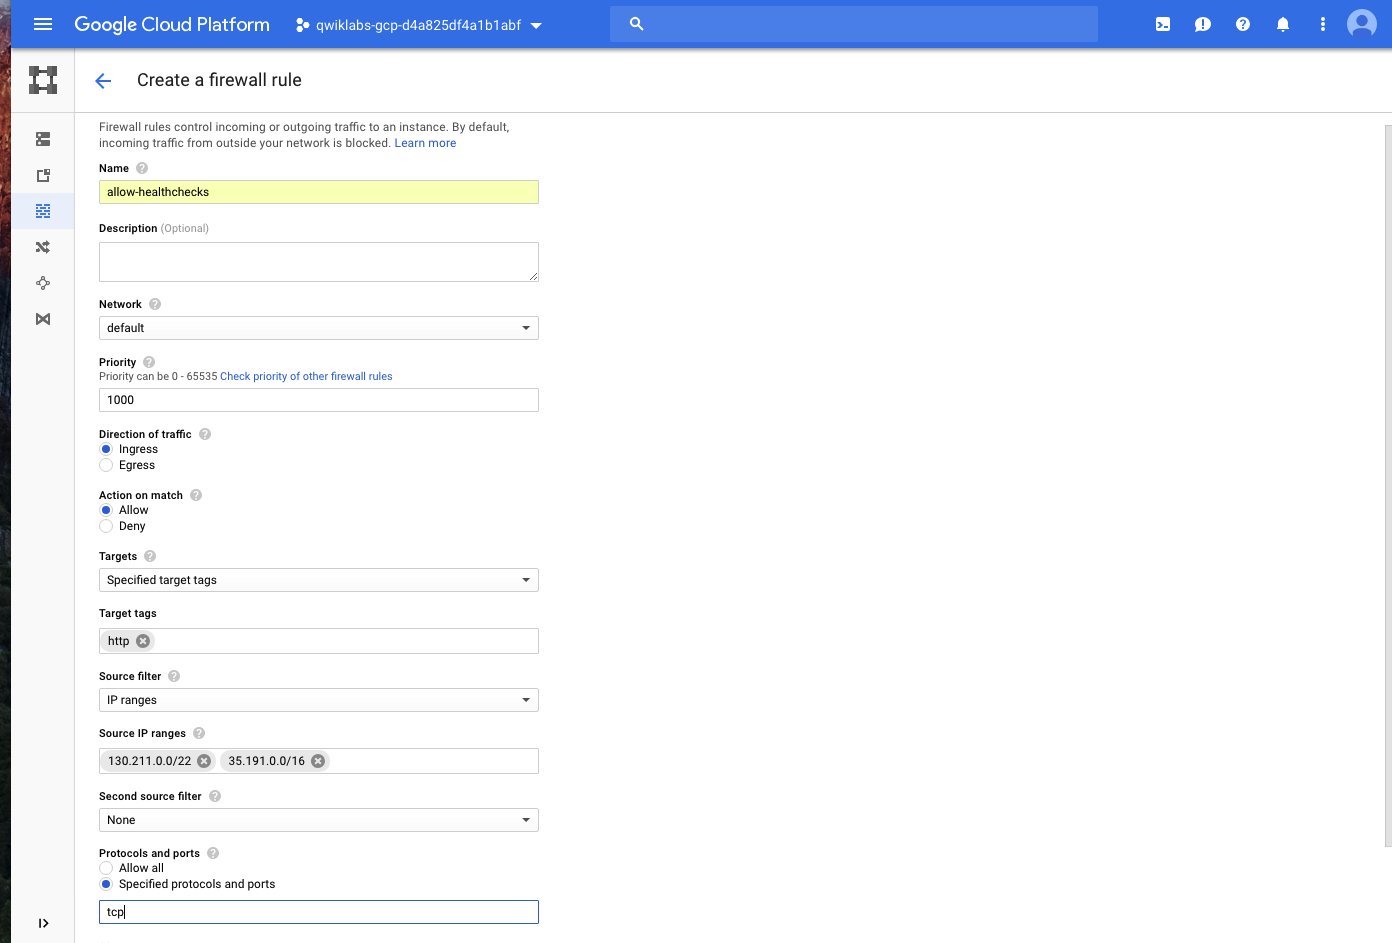 Google Cloud Platform
qwiklabs-gcp-d4a825df4a1b1abf
Create a firewall rule
Firewall rules control incoming or outgoing traffic to an instance. By default,
incoming traffic from outside your network is blocked. Learn more
Name
allow-healthchecks
Description (Optional)
Network
default
Priority
Priority can be 0 - 65535 Check priority of other firewall rules
1000
Direction of traffic
Ingress
Egress
Action on match
Allow
Deny
Targets
Specified target tags
Target tags
http
Source filter
IP ranges
Source IP ranges
130.211.0.0/22 35.191.0.0/16
Second source filter
None
Protocols and ports
Allow all
Specified protocols and ports
tcp